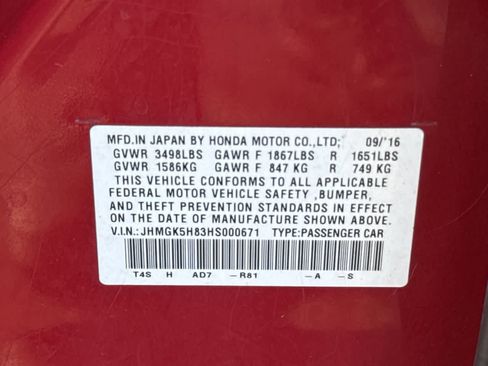 MFD.IN JAPAN BY HONDA MOTOR CO.,LTD; 09/'16
GVWR 3498LBS GAWR F 1867LBS R 1651LBS
GVWR 1586KG GAWR F 847 KG R 749 KG
THIS VEHICLE CONFORMS TO ALL APPLICABLE
FEDERAL MOTOR VEHICLE SAFETY ,BUMPER,
AND THEFT PREVENTION STANDARDS IN EFFECT
ON THE DATE OF MANUFACTURE SHOWN ABOVE.
V.I.N.:JHMGK5H83HS000671 TYPE:PASSENGER CAR
T4S H AD7 –R81 –A –S